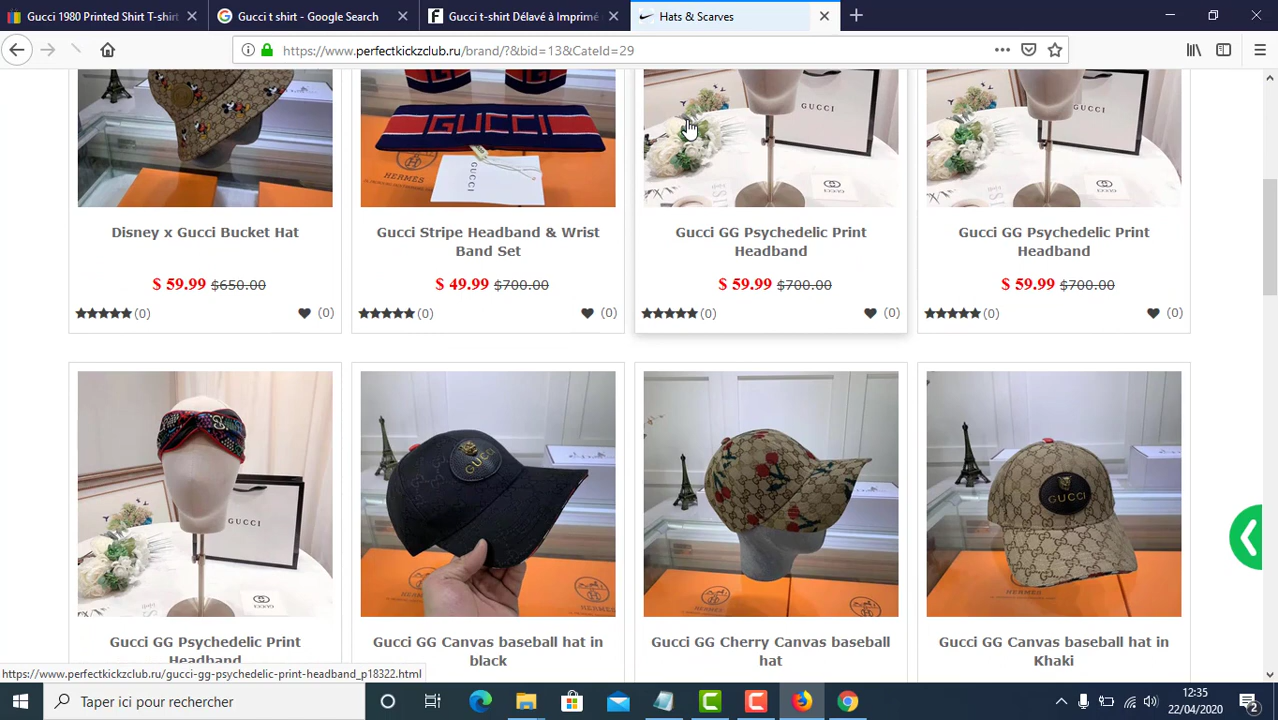 Gucci 1980 Printed Shirt T-shirt
Gucci t shirt - Google Search
Gucci t-shirt Délavé à Imprimé
Hats & Scarves
https://www.perfectkickzclub.ru/brand/?&bid=13&CateId=29
GUCCI
GUCCI
GUCCI
GUCCI
HERMES
Disney x Gucci Bucket Hat
Gucci Stripe Headband & Wrist
Band Set
Gucci GG Psychedelic Print
Headband
Gucci GG Psychedelic Print
Headband
$ 59.99 $650.00
$ 49.99 $700.00
$ 59.99 $700.00
$ 59.99 $700.00
(0) (0)
(0) (0)
(0) (0)
(0) (0)
GUCCI
GUCCI
GUCCI
HERMES
Gucci GG Psychedelic Print
Headband
Gucci GG Canvas baseball hat in
black
Gucci GG Cherry Canvas baseball
hat
Gucci GG Canvas baseball hat in
Khaki
https://www.perfectkickzclub.ru/gucci-gg-psychedelic-print-headband_p18322.html
Taper ici pour rechercher
12:35
22/04/2020
2